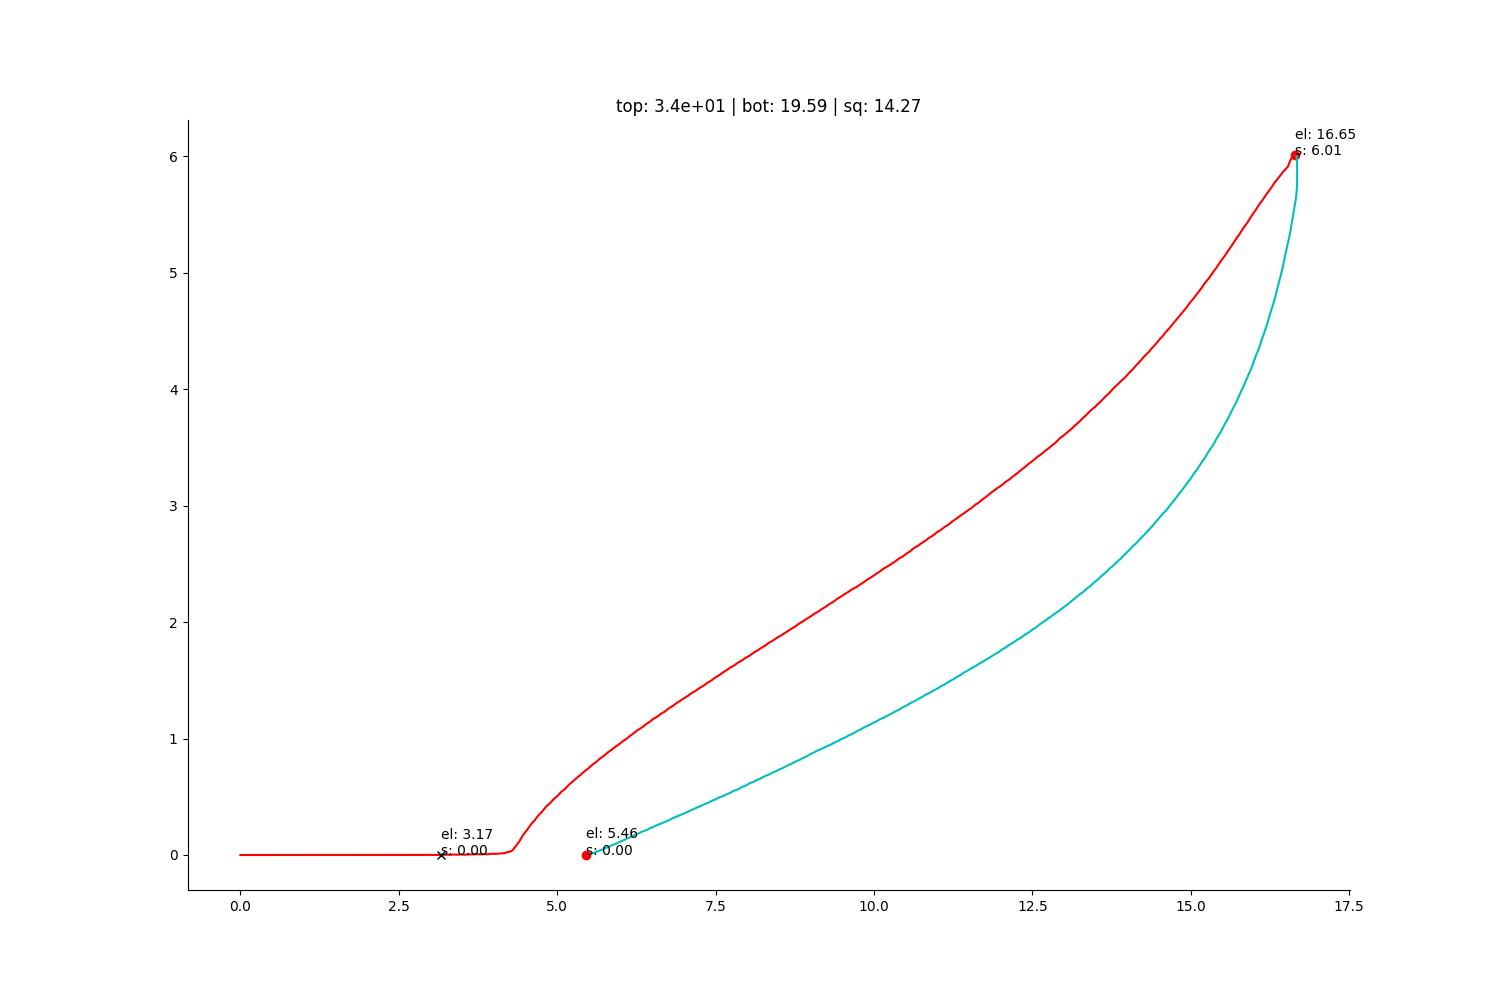 top: 3.4e+01 | bot: 19.59 | sq: 14.27
el: 16.65
s: 6.01
6
5
4
3
2
1
0
el: 3.17
s: 0.00
el: 5.46
s: 0.00
0.0 2.5 5.0 7.5 10.0 12.5 15.0 17.5